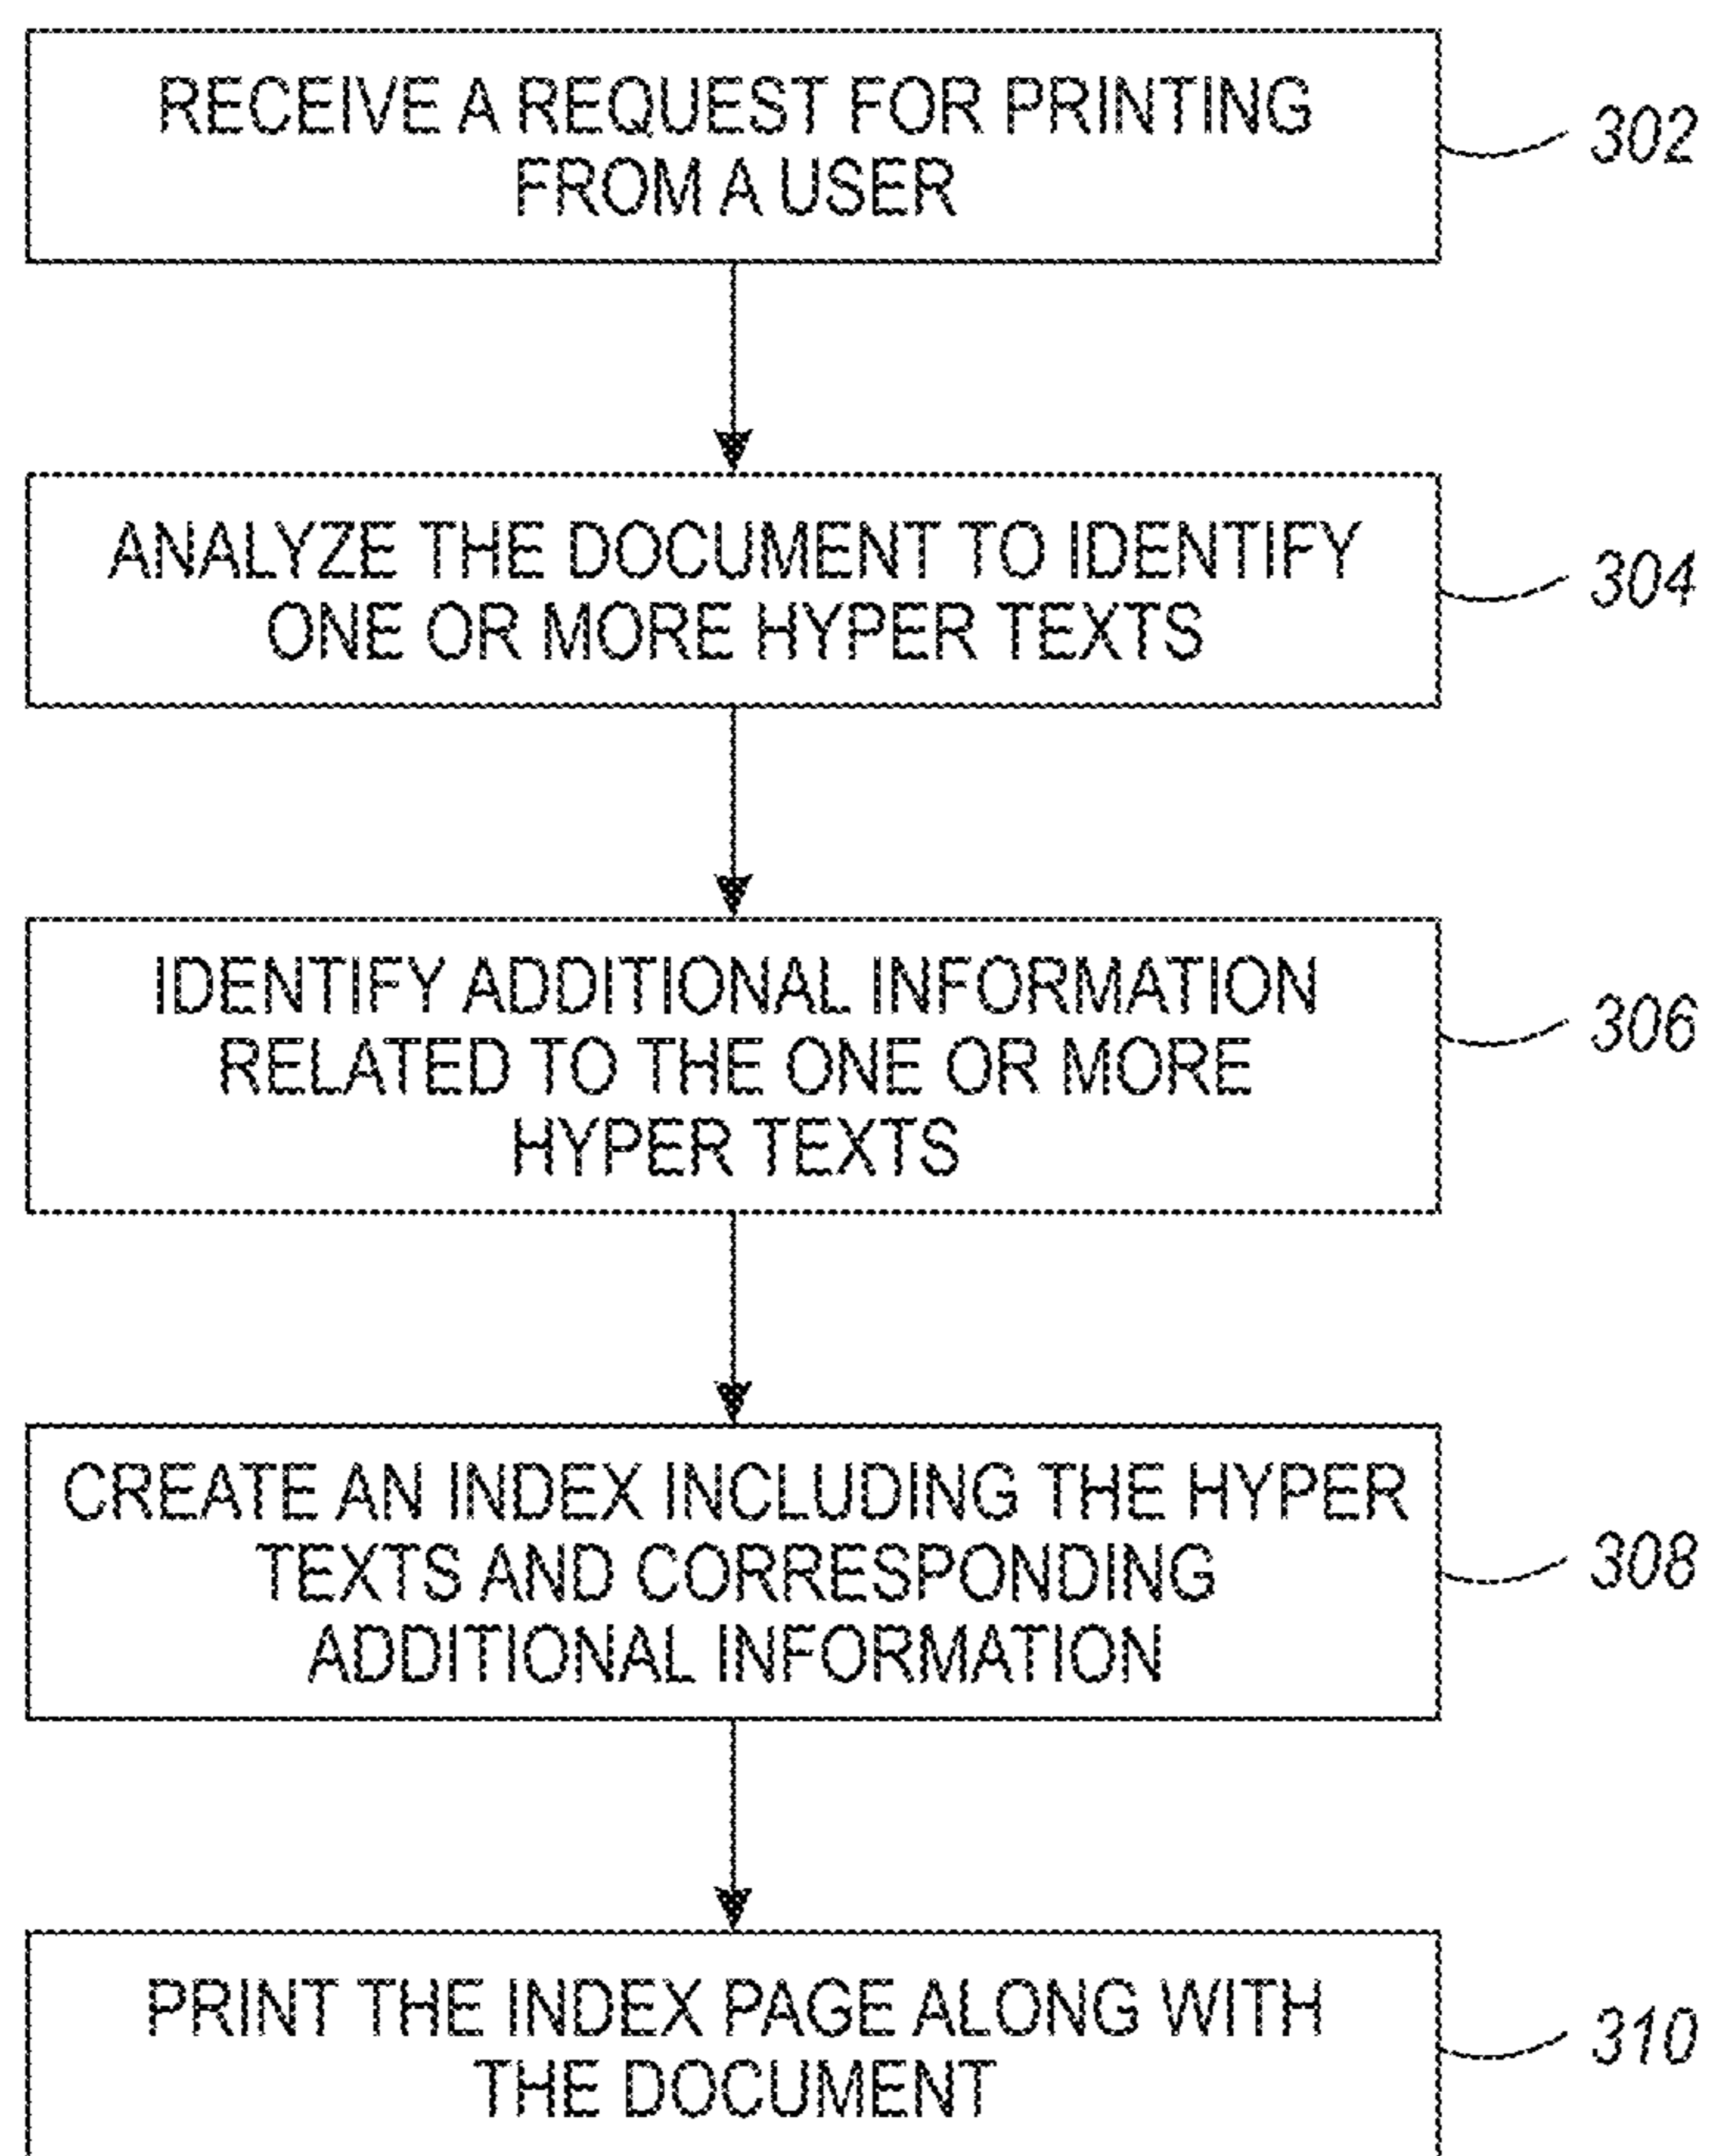 RECEIVE A REQUEST FOR PRINTING
FROM A USER
302
ANALYZE THE DOCUMENT TO IDENTIFY
ONE OR MORE HYPER TEXTS
304
IDENTIFY ADDITIONAL INFORMATION
RELATED TO THE ONE OR MORE
HYPER TEXTS
306
CREATE AN INDEX INCLUDING THE HYPER
TEXTS AND CORRESPONDING
ADDITIONAL INFORMATION
308
PRINT THE INDEX PAGE ALONG WITH
THE DOCUMENT
310